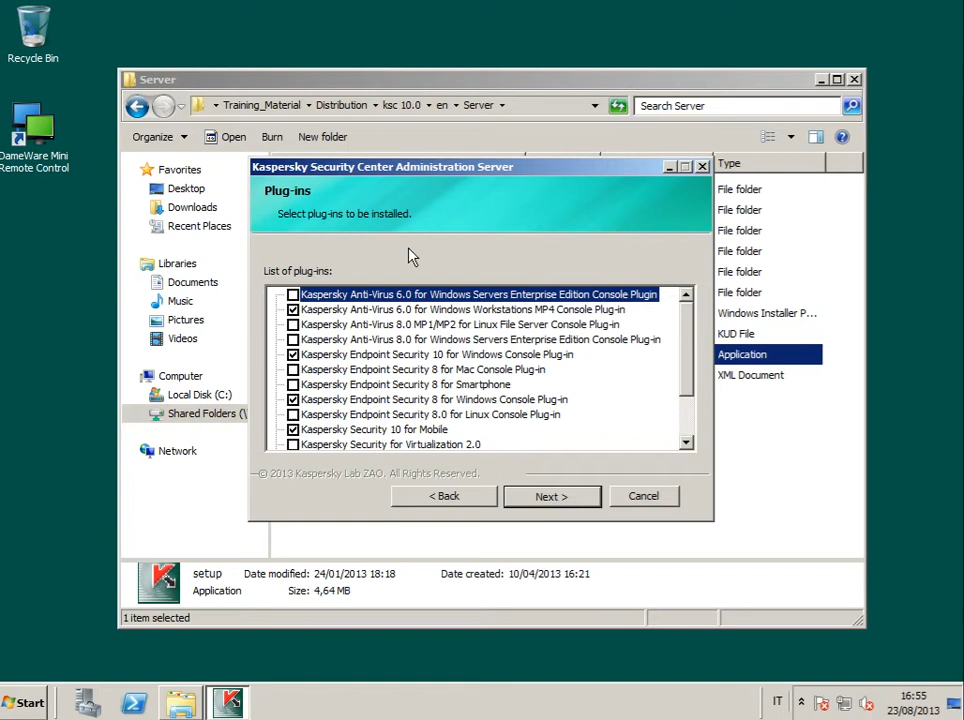 Recycle Bin
DameWare Mini
Remote Control
Server
Training_Material
Distribution
ksc 10.0
en
Server
Search Server
Organize
Open
Burn
New folder
Favorites
Desktop
Downloads
Recent Places
Libraries
Documents
Music
Pictures
Videos
Computer
Local Disk (C:)
Shared Folders (\
Network
Type
File folder
File folder
File folder
File folder
File folder
File folder
Windows Installer P...
KUD File
Application
XML Document
Kaspersky Security Center Administration Server
Plug-ins
Select plug-ins to be installed.
List of plug-ins:
Kaspersky Anti-Virus 6.0 for Windows Servers Enterprise Edition Console Plugin
Kaspersky Anti-Virus 6.0 for Windows Workstations MP4 Console Plug-in
Kaspersky Anti-Virus 8.0 MP1/MP2 for Linux File Server Console Plug-in
Kaspersky Anti-Virus 8.0 for Windows Servers Enterprise Edition Console Plug-in
Kaspersky Endpoint Security 10 for Windows Console Plug-in
Kaspersky Endpoint Security 8 for Mac Console Plug-in
Kaspersky Endpoint Security 8 for Smartphone
Kaspersky Endpoint Security 8 for Windows Console Plug-in
Kaspersky Endpoint Security 8.0 for Linux Console Plug-in
Kaspersky Security 10 for Mobile
Kaspersky Security for Virtualization 2.0
© 2013 Kaspersky Lab ZAO. All Rights Reserved.
< Back
Next >
Cancel
setup
Date modified: 24/01/2013 18:18
Date created: 10/04/2013 16:21
Application
Size: 4,64 MB
1 item selected
Start
IT
16:55
23/08/2013